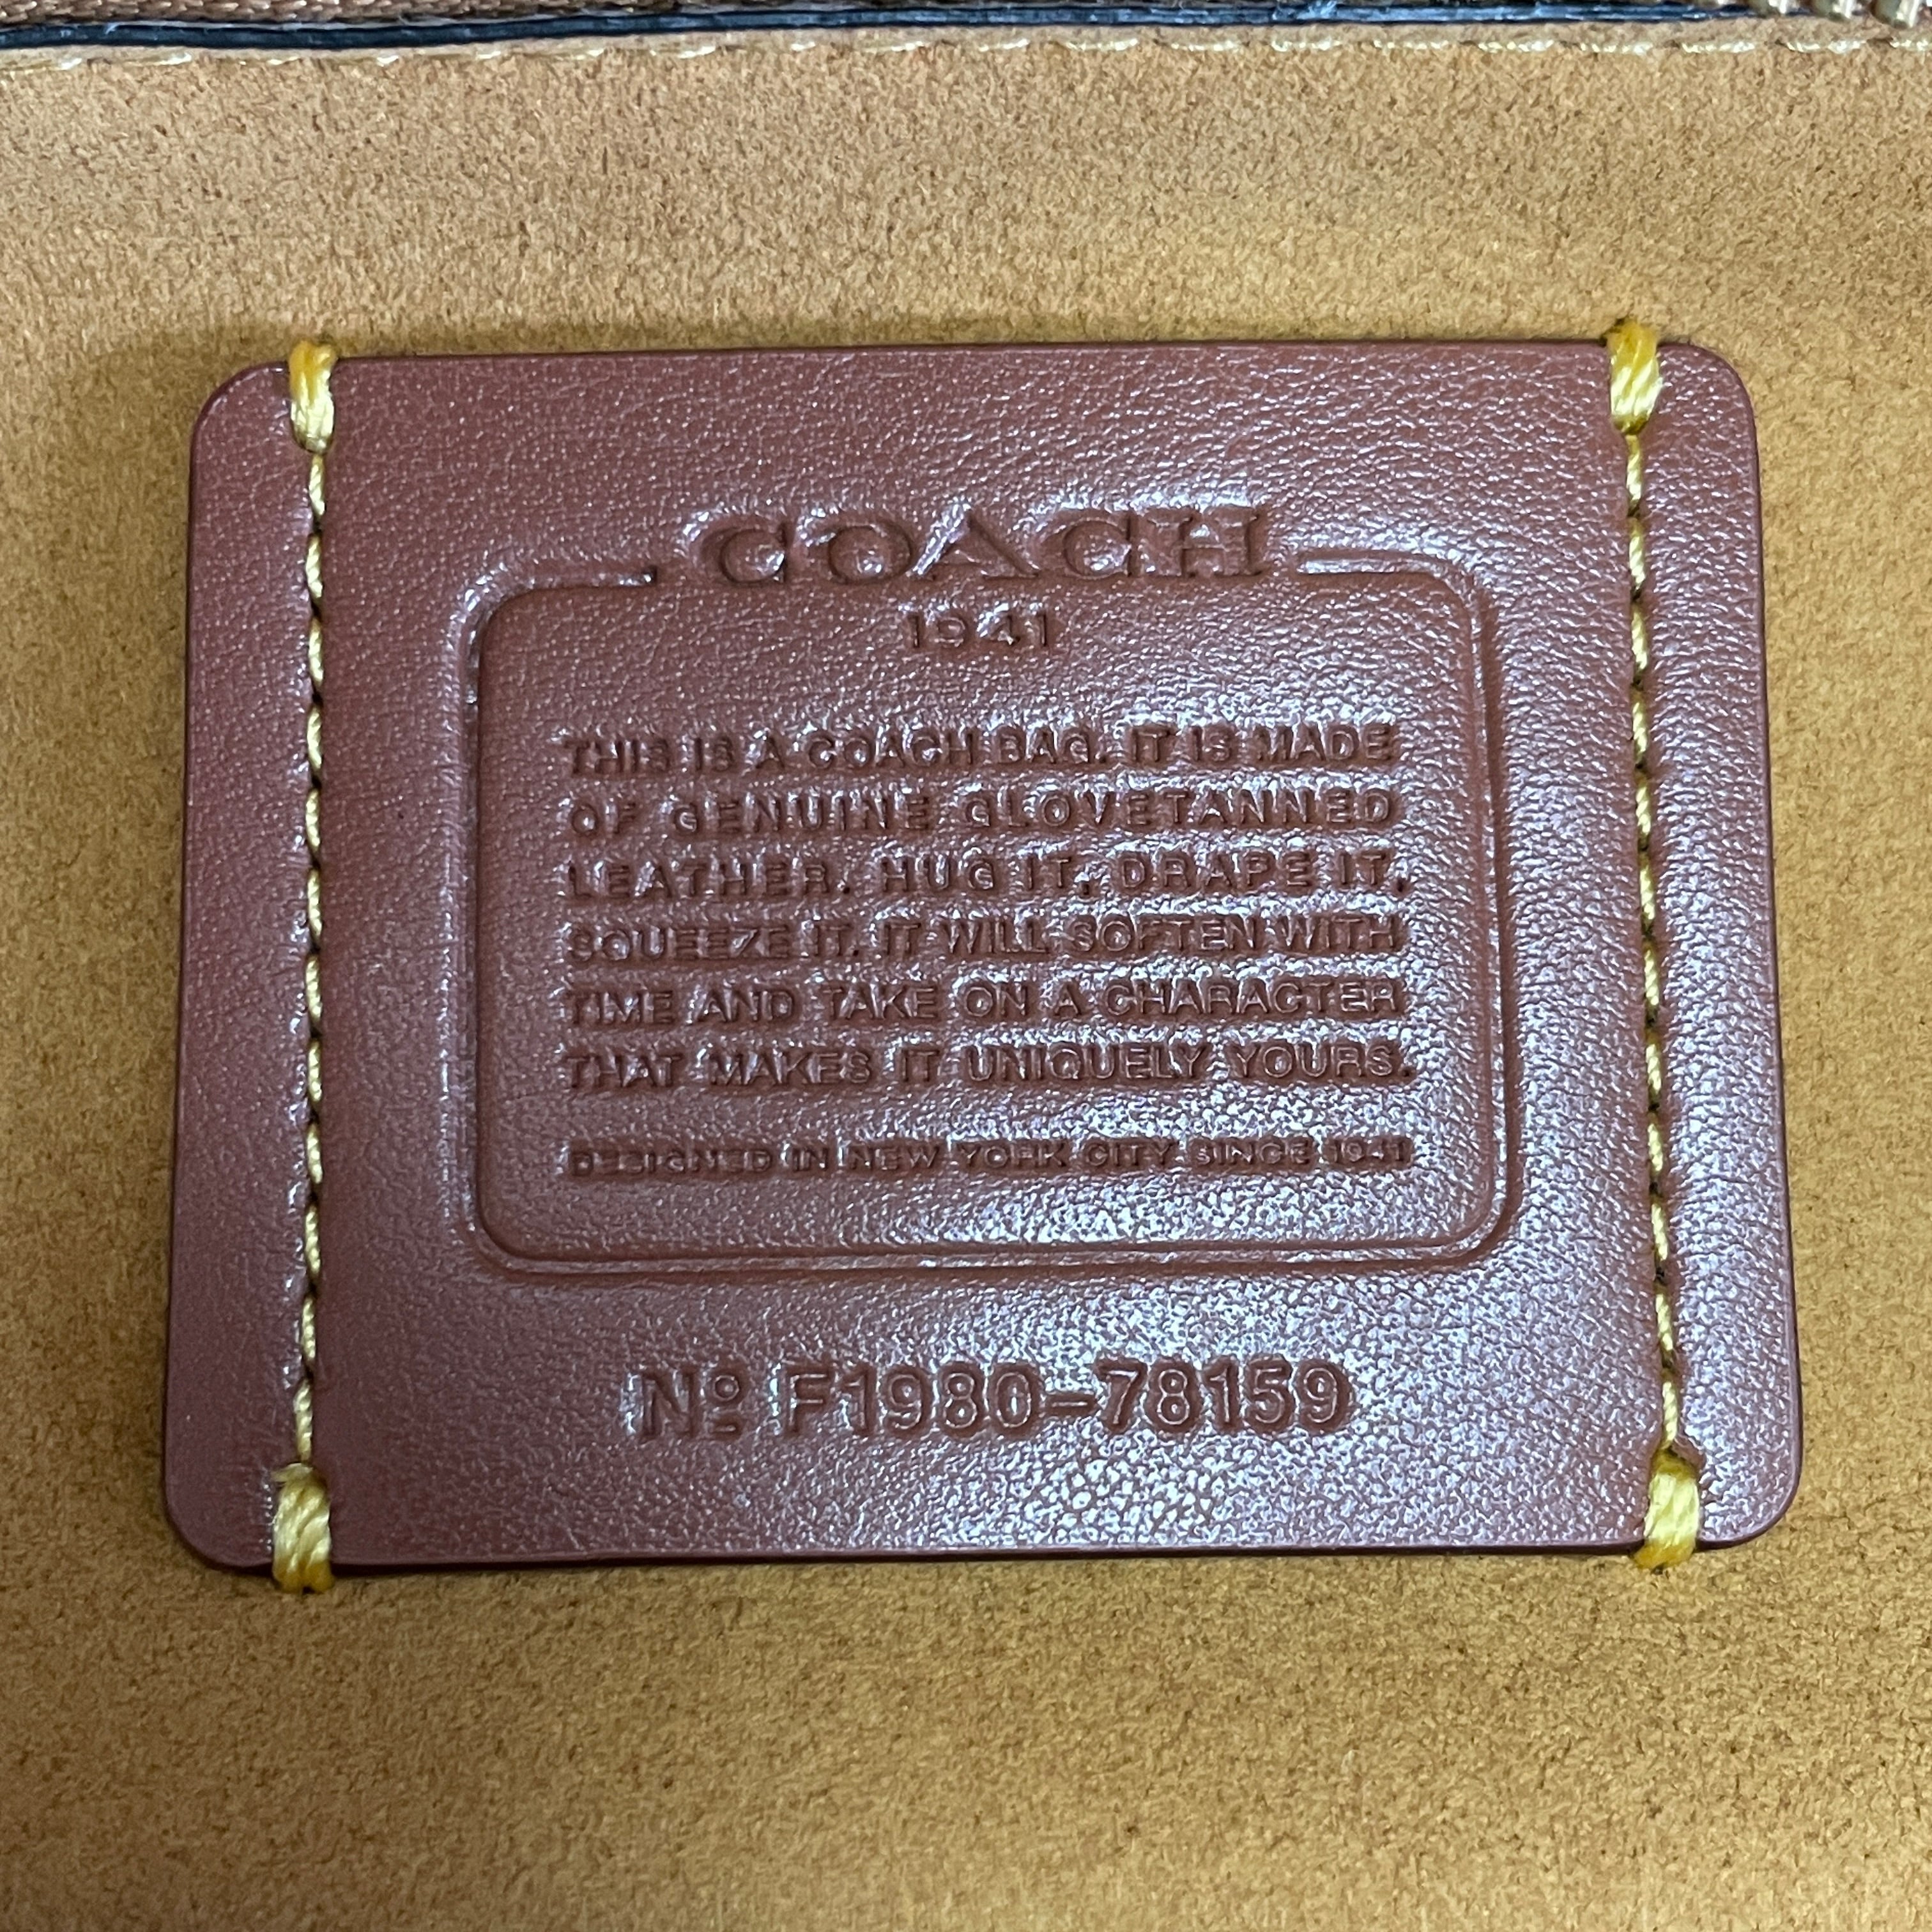 COACH
1941
THIS IS A COACH BAG. IT IS MADE
OF GENUINE GLOVETANNED
LEATHER. HUG IT, DRAPE IT,
SQUEEZE IT. IT WILL SOFTEN WITH
TIME AND TAKE ON A CHARACTER
THAT MAKES IT UNIQUELY YOURS.
DESIGNED IN NEW YORK CITY SINCE 1941
Nº F1980-78159